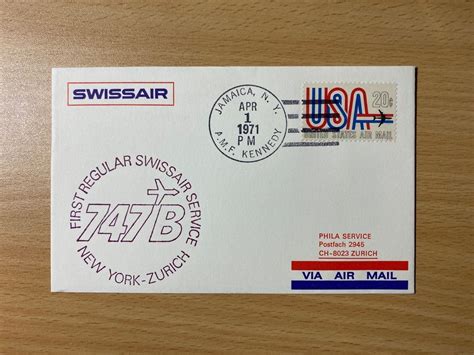 SWISSAIR
JAMAICA, N.Y.
APR
1
1971
PM
A.M.F. KENNEDY
USA 20c
UNITED STATES AIR MAIL
FIRST REGULAR SWISSAIR SERVICE
747B
NEW YORK-ZURICH
PHILA SERVICE
Postfach 2945
CH-8023 ZURICH
VIA AIR MAIL